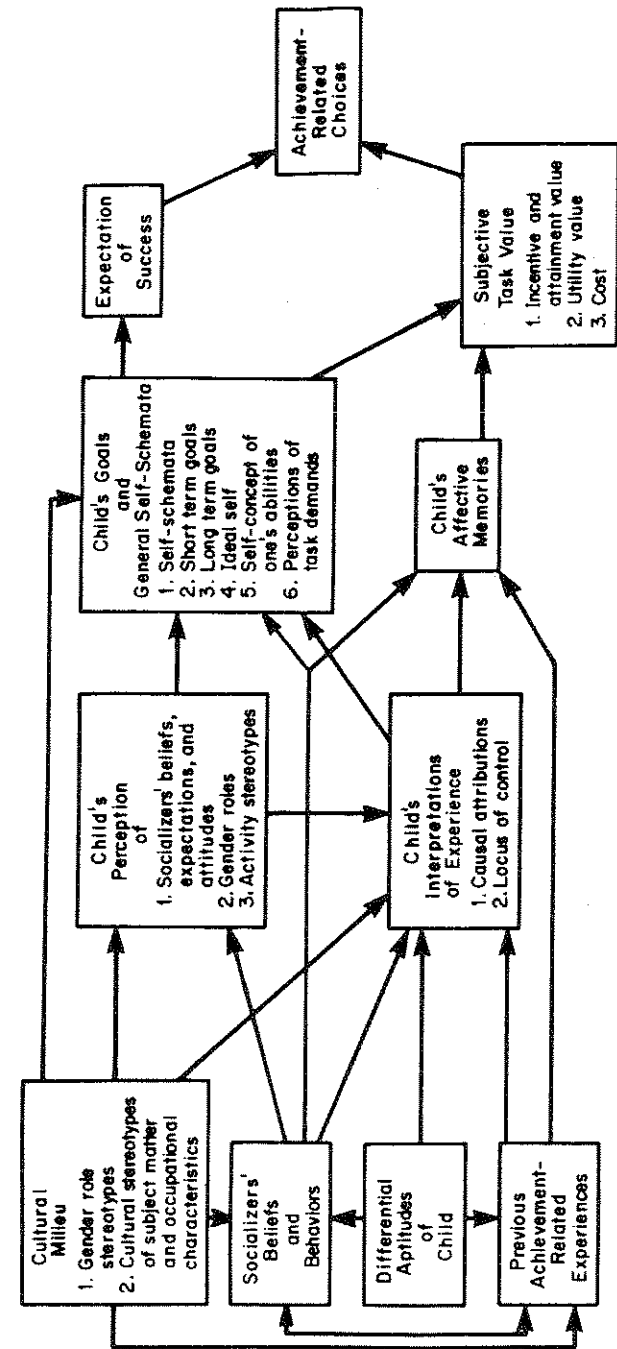 Cultural
Milieu
1. Gender role
stereotypes
2. Cultural stereotypes
of subject matter
and occupational
characteristics
Socializers'
Beliefs
and
Behaviors
Differential
Aptitudes
of
Child
Previous
Achievement-
Related
Experiences
Child's
Perception
of
1. Socializers' beliefs,
expectations, and
attitudes
2. Gender roles
3. Activity stereotypes
Child's
Interpretations
of Experience
1. Causal attributions
2. Locus of control
Child's Goals
and
General Self-Schemata
1. Self-schemata
2. Short term goals
3. Long term goals
4. Ideal self
5. Self-concept of
one's abilities
6. Perceptions of
task demands
Child's
Affective
Memories
Expectation
of
Success
Subjective
Task Value
1. Incentive and
attainment value
2. Utility value
3. Cost
Achievement-
Related
Choices